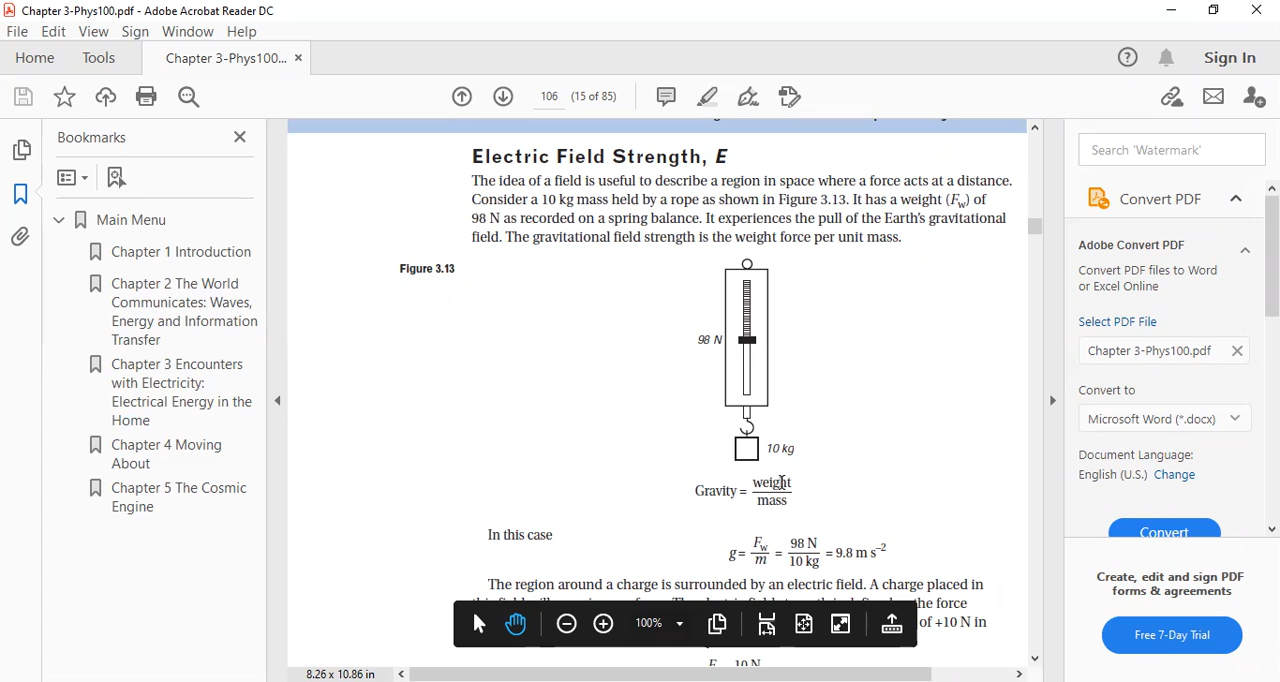 Chapter 3-Phys100.pdf - Adobe Acrobat Reader DC
File Edit View Sign Window Help
Home Tools Chapter 3-Phys100... × Sign In
106 (15 of 85)
Bookmarks
Main Menu
Chapter 1 Introduction
Chapter 2 The World
Communicates: Waves,
Energy and Information
Transfer
Chapter 3 Encounters
with Electricity:
Electrical Energy in the
Home
Chapter 4 Moving
About
Chapter 5 The Cosmic
Engine
Electric Field Strength, E
The idea of a field is useful to describe a region in space where a force acts at a distance.
Consider a 10 kg mass held by a rope as shown in Figure 3.13. It has a weight (Fw) of
98 N as recorded on a spring balance. It experiences the pull of the Earth's gravitational
field. The gravitational field strength is the weight force per unit mass.
Figure 3.13
98 N
10 kg
Gravity = weight / mass
In this case
g = Fw / m = 98 N / 10 kg = 9.8 m s⁻²
The region around a charge is surrounded by an electric field. A charge placed in
the force
of +10 N in
100%
8.26 x 10.86 in
Search 'Watermark'
Convert PDF
Adobe Convert PDF
Convert PDF files to Word
or Excel Online
Select PDF File
Chapter 3-Phys100.pdf
Convert to
Microsoft Word (*.docx)
Document Language:
English (U.S.) Change
Convert
Create, edit and sign PDF
forms & agreements
Free 7-Day Trial